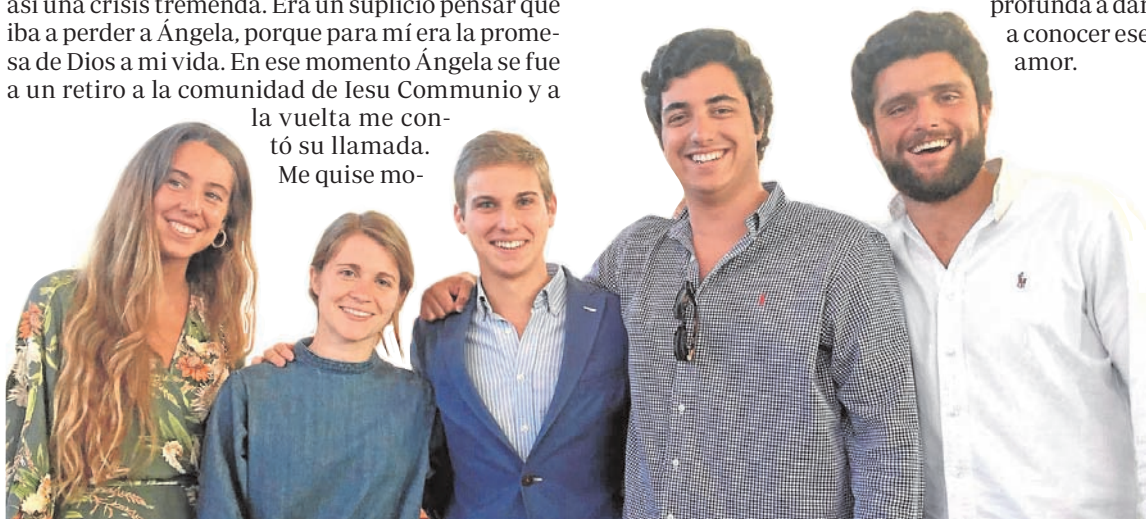 así una crisis tremenda. Era un suplicio pensar que
iba a perder a Ángela, porque para mí era la prome-
sa de Dios a mi vida. En ese momento Ángela se fue
a un retiro a la comunidad de Iesu Communio y a
la vuelta me con-
tó su llamada.
Me quise mo-
profunda a dar
a conocer ese
amor.